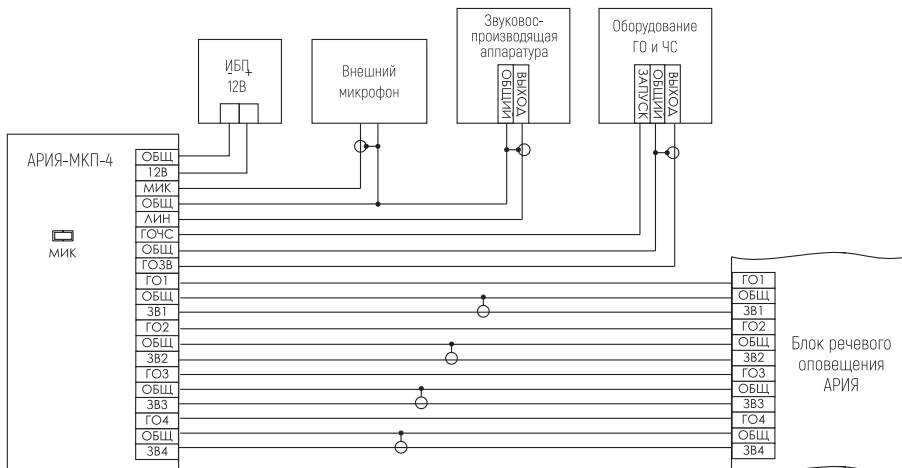 ИБП
- +
12В
Внешний
микрофон
Звуковос-
производящая
аппаратура
ОБЩИЙ
ВЫХОД
Оборудование
ГО и ЧС
ЗАПУСК
ОБЩИЙ
ВЫХОД
АРИЯ-МКП-4
МИК
ОБЩ
12В
МИК
ОБЩ
ЛИН
ГОЧС
ОБЩ
ГОЗВ
ГО1
ОБЩ
ЗВ1
ГО2
ОБЩ
ЗВ2
ГО3
ОБЩ
ЗВ3
ГО4
ОБЩ
ЗВ4
ГО1
ОБЩ
ЗВ1
ГО2
ОБЩ
ЗВ2
ГО3
ОБЩ
ЗВ3
ГО4
ОБЩ
ЗВ4
Блок речевого
оповещения
АРИЯ